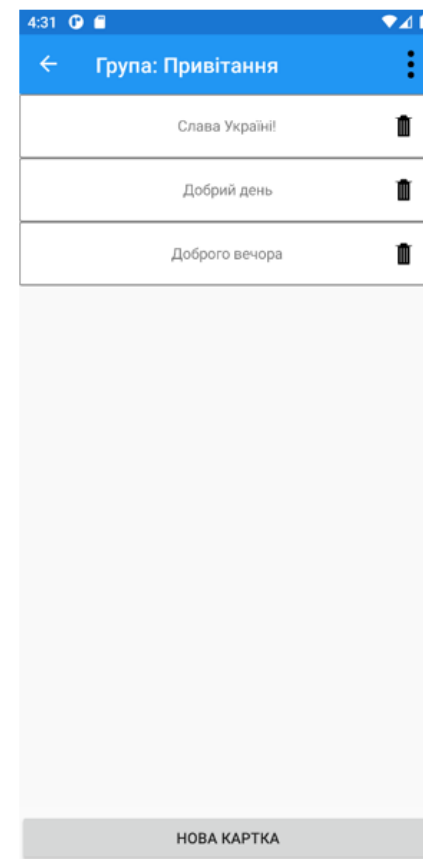 4:31
Група: Привітання
Слава Україні!
Добрий день
Доброго вечора
НОВА КАРТКА